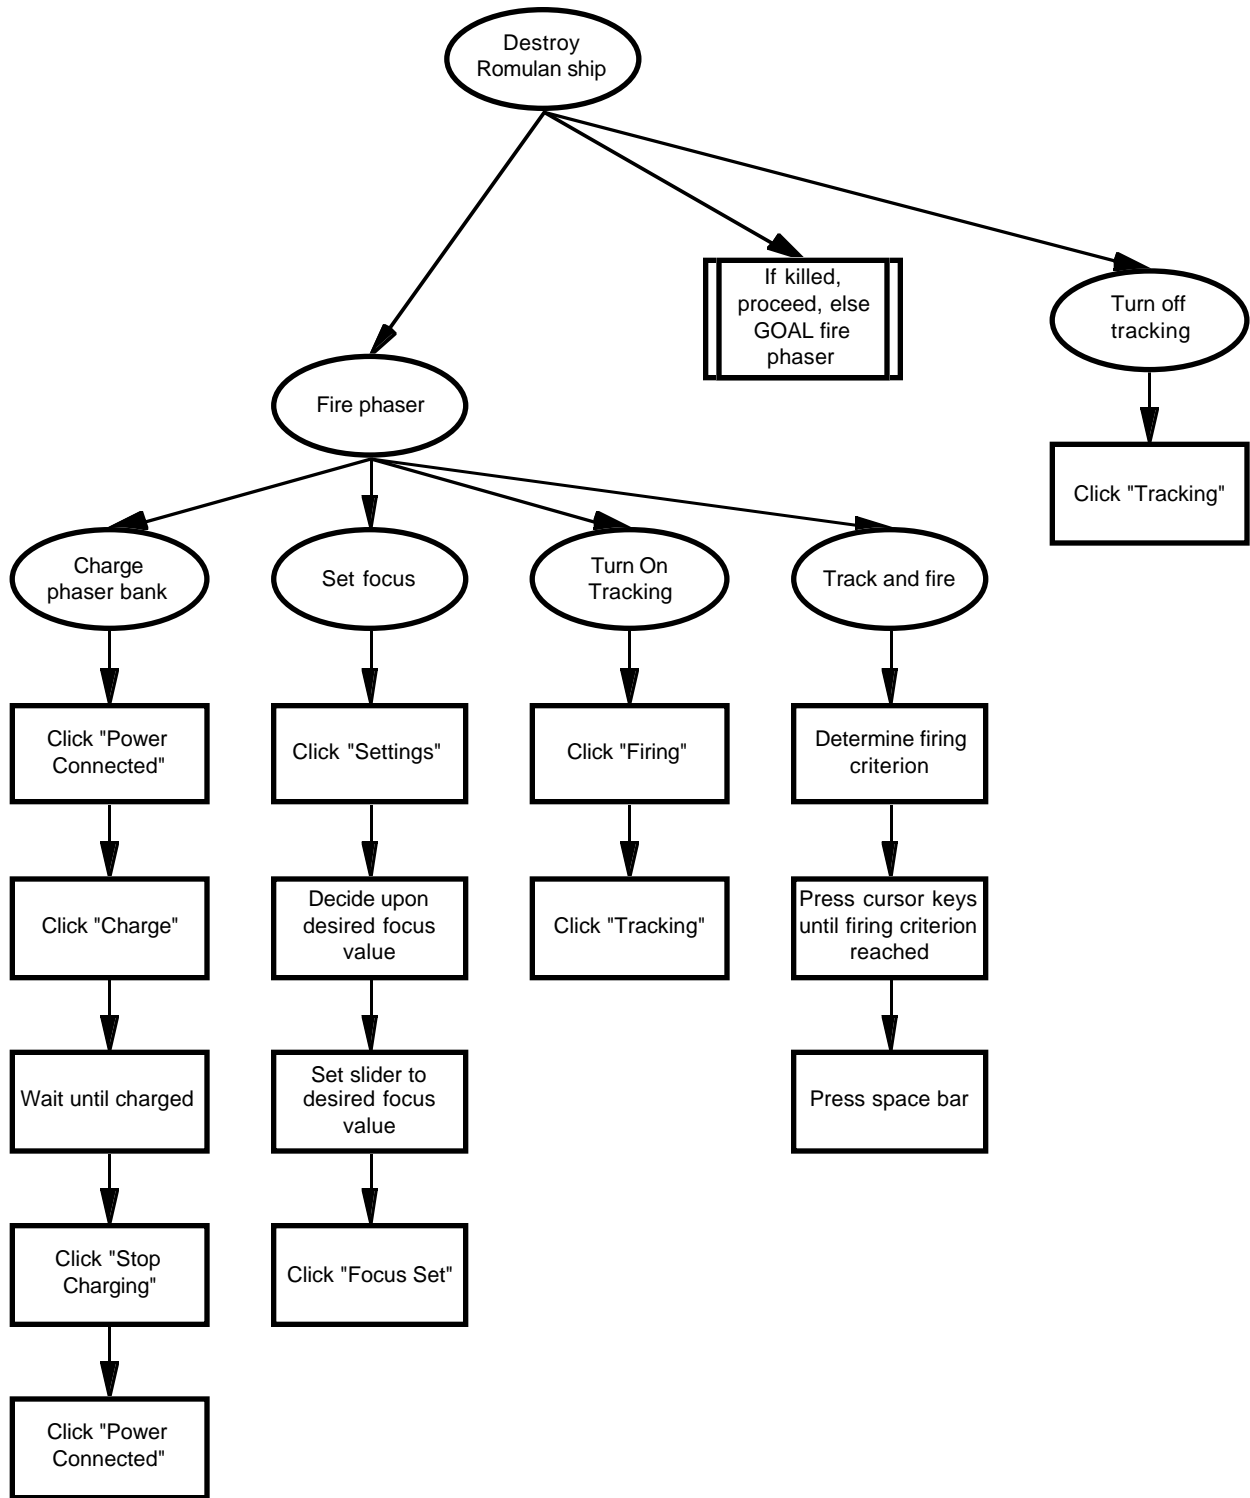 Destroy
Romulan ship
If killed,
proceed, else
GOAL fire
phaser
Turn off
tracking
Fire phaser
Click "Tracking"
Charge
phaser bank
Set focus
Turn On
Tracking
Track and fire
Click "Power
Connected"
Click "Settings"
Click "Firing"
Determine firing
criterion
Click "Charge"
Decide upon
desired focus
value
Click "Tracking"
Press cursor keys
until firing criterion
reached
Wait until charged
Set slider to
desired focus
value
Press space bar
Click "Stop
Charging"
Click "Focus Set"
Click "Power
Connected"